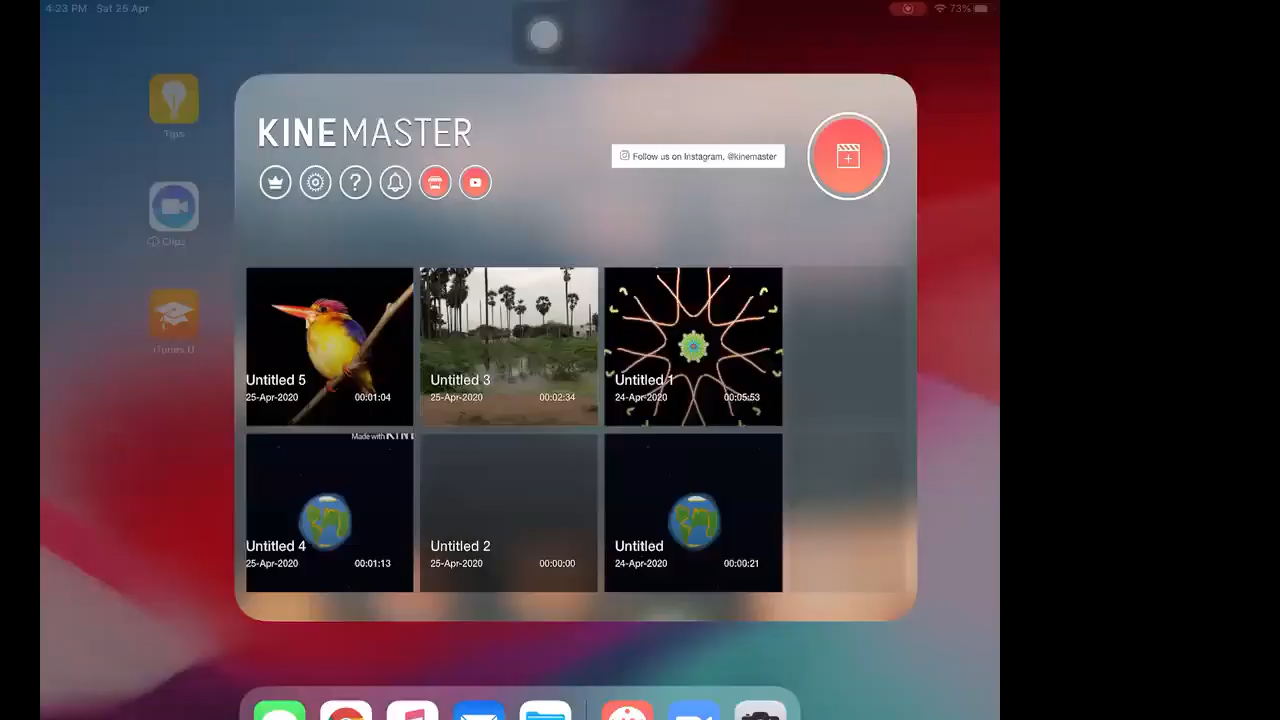 4:23 PM Sat 25 Apr
73%
Tips
Clips
iTunes U
KINEMASTER
Follow us on Instagram, @kinemaster
?
Untitled 5
25-Apr-2020 00:01:04
Untitled 3
25-Apr-2020 00:02:34
Untitled 1
24-Apr-2020 00:05:53
Made with KINE
Untitled 4
25-Apr-2020 00:01:13
Untitled 2
25-Apr-2020 00:00:00
Untitled
24-Apr-2020 00:00:21